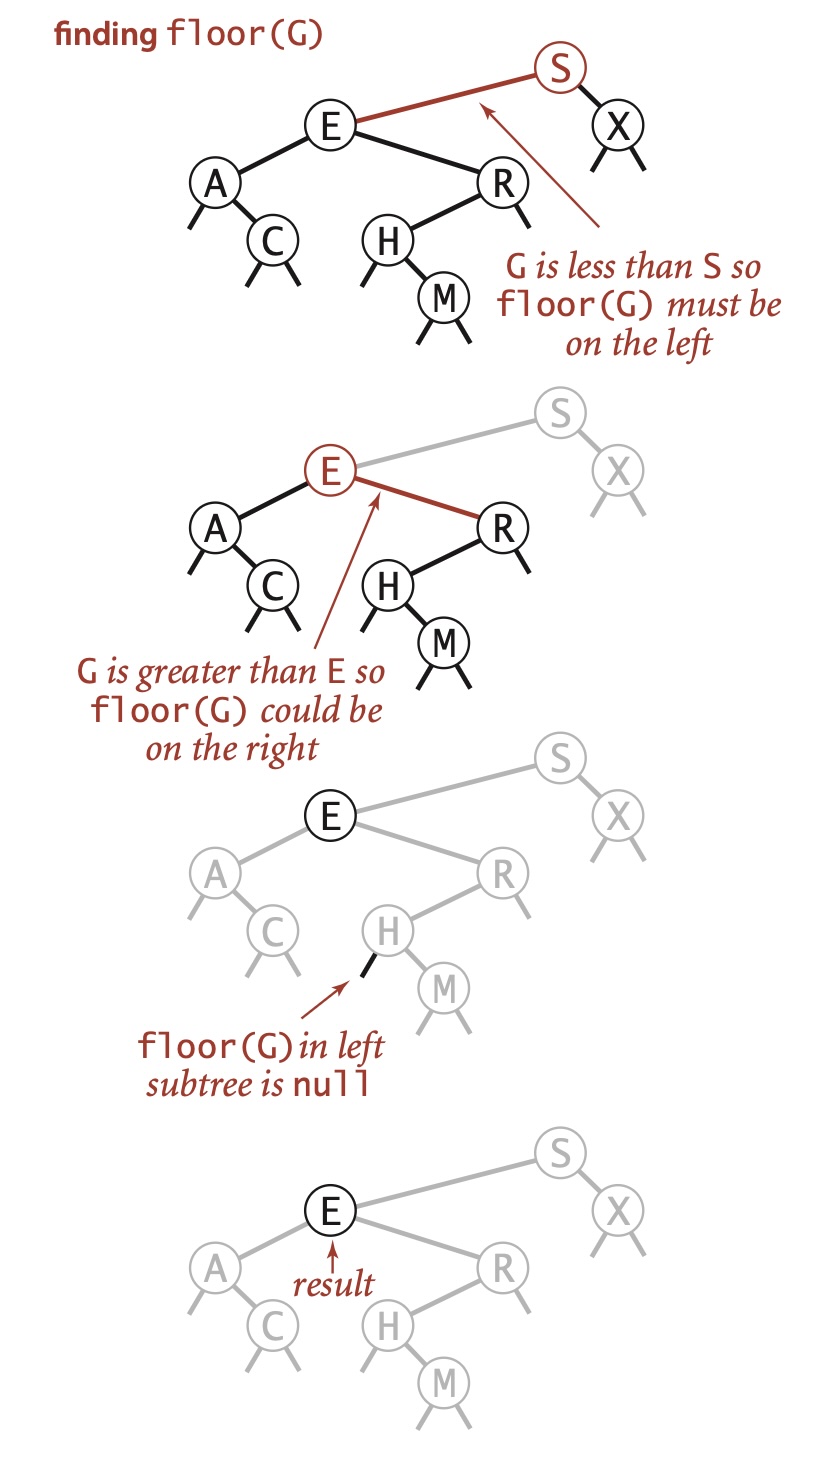 finding floor(G)
S
E
X
A
R
C
H
M
G is less than S so
floor(G) must be
on the left
S
E
X
A
R
C
H
M
G is greater than E so
floor(G) could be
on the right
S
E
X
A
R
C
H
M
floor(G) in left
subtree is null
S
E
X
A
R
result
C
H
M